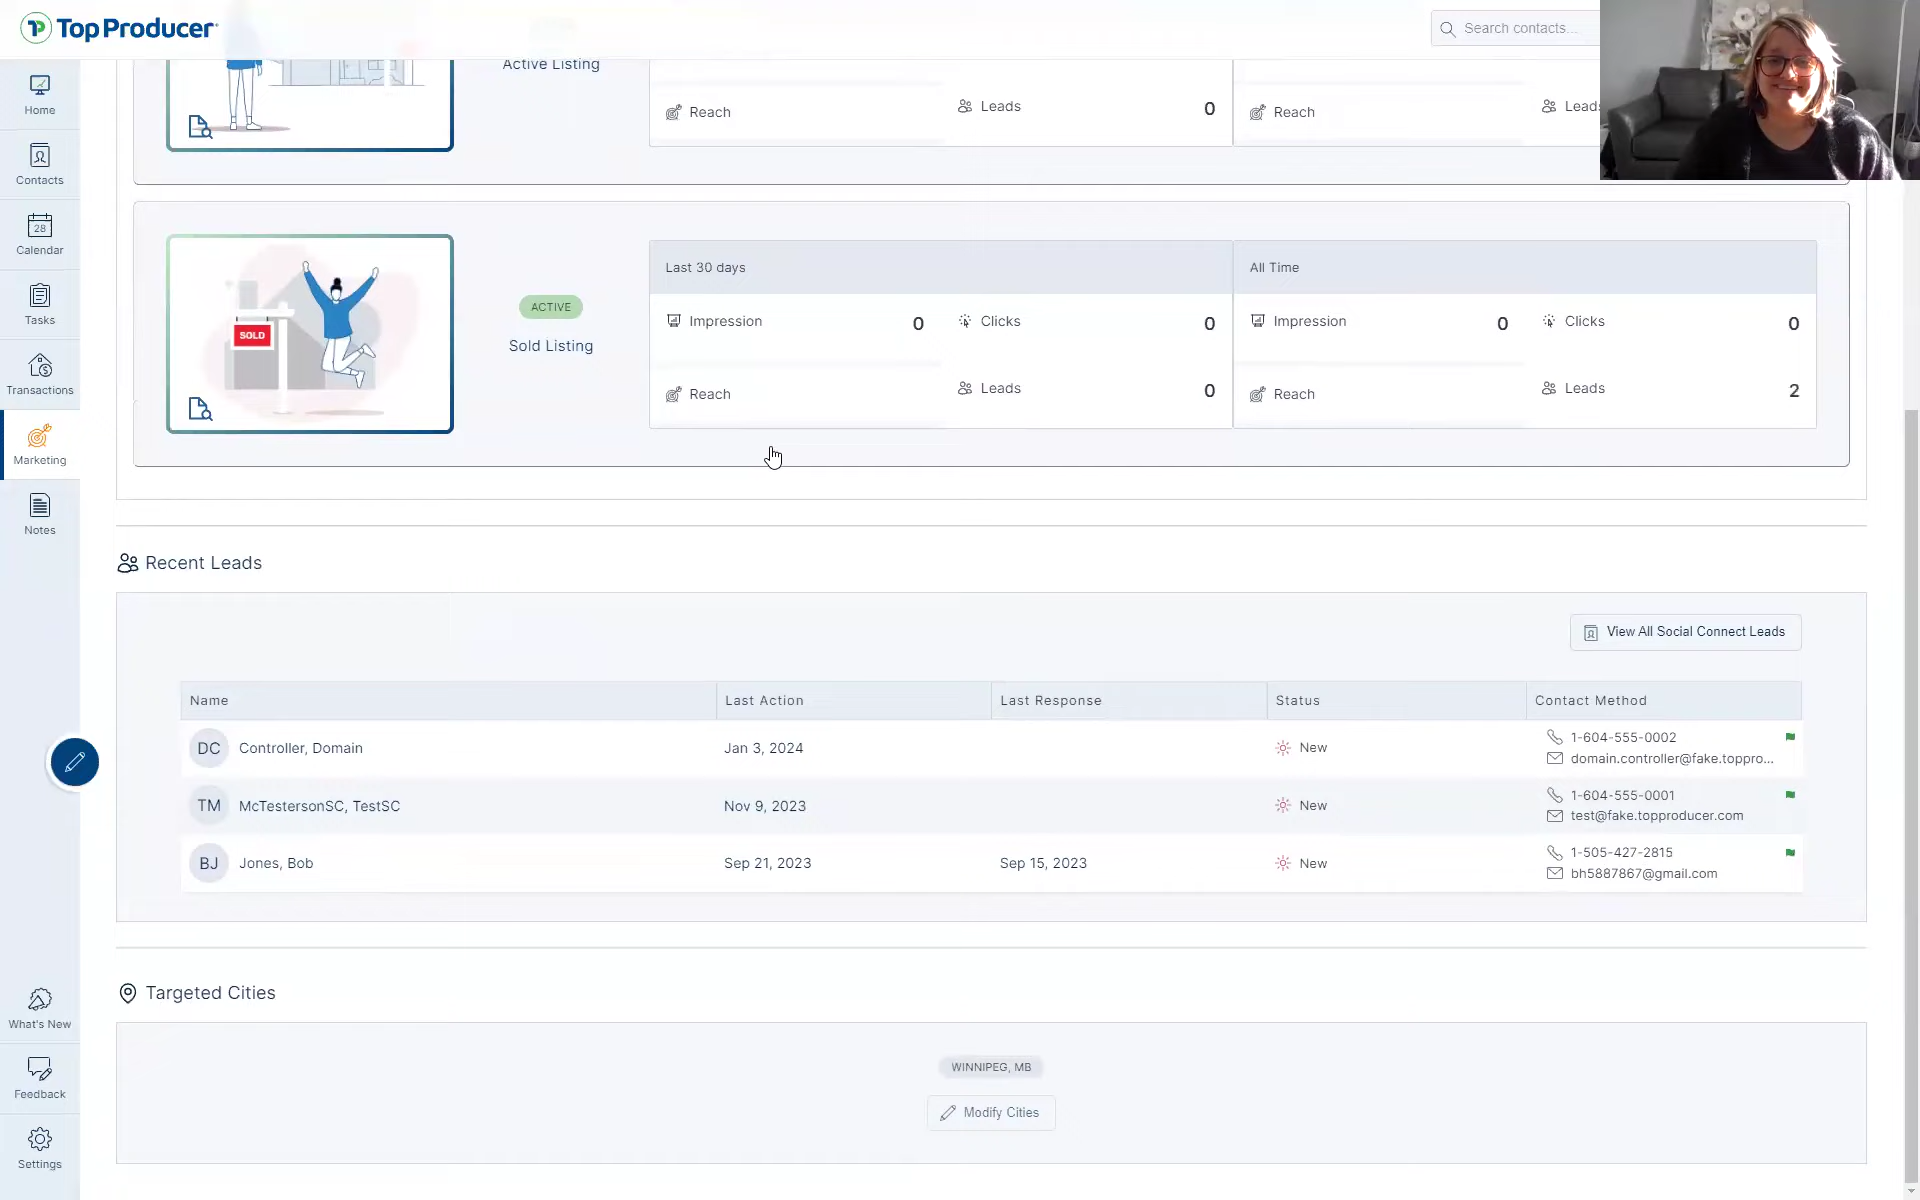 Top Producer
Search contacts...
Home
Contacts
28
Calendar
Tasks
Transactions
Marketing
Notes
What's New
Feedback
Settings
Active Listing
Reach
Leads
0
Reach
Leads
SOLD
ACTIVE
Sold Listing
Last 30 days
All Time
Impression
0
Clicks
0
Impression
0
Clicks
0
Reach
Leads
0
Reach
Leads
2
Recent Leads
View All Social Connect Leads
Name
Last Action
Last Response
Status
Contact Method
DC
Controller, Domain
Jan 3, 2024
New
1-604-555-0002
domain.controller@fake.toppro...
TM
McTestersonSC, TestSC
Nov 9, 2023
New
1-604-555-0001
test@fake.topproducer.com
BJ
Jones, Bob
Sep 21, 2023
Sep 15, 2023
New
1-505-427-2815
bh5887867@gmail.com
Targeted Cities
WINNIPEG, MB
Modify Cities